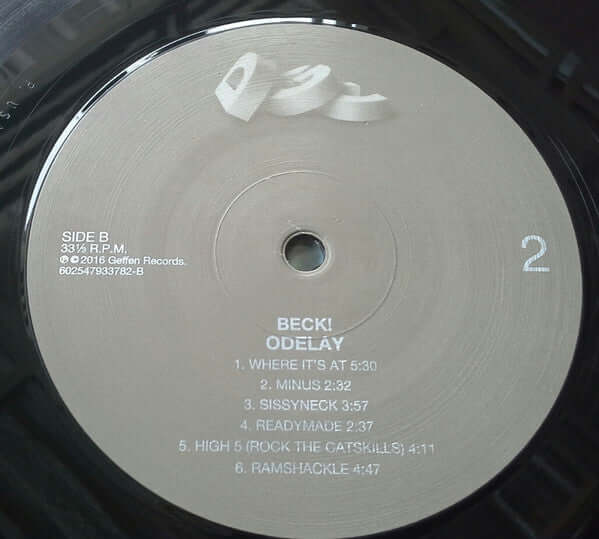 SIDE B
33⅓ R.P.M.
℗ © 2016 Geffen Records.
602547933782-B
2
BECK!
ODELAY
1. WHERE IT'S AT 5:30
2. MINUS 2:32
3. SISSYNECK 3:57
4. READYMADE 2:37
5. HIGH 5 (ROCK THE CATSKILLS) 4:11
6. RAMSHACKLE 4:47